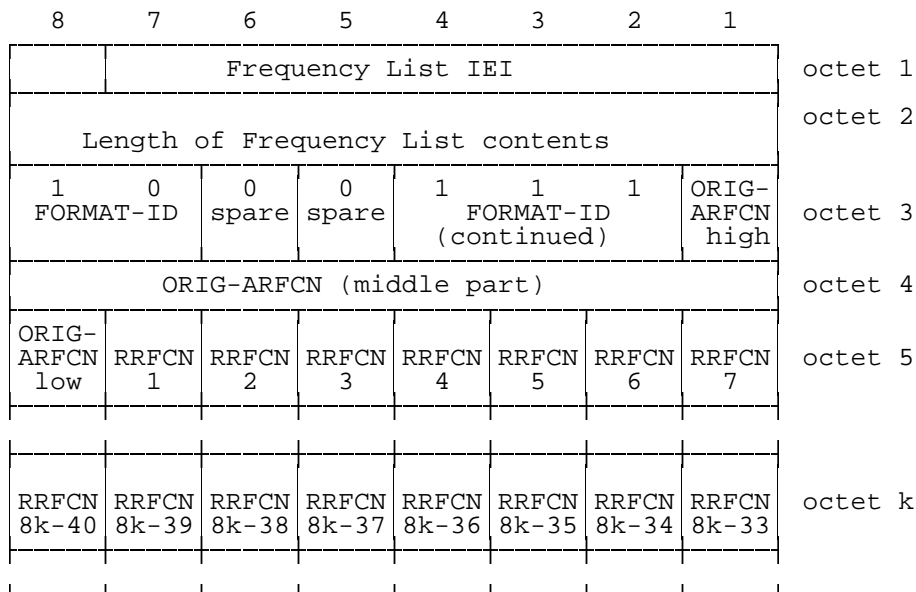 8 7 6 5 4 3 2 1
Frequency List IEI octet 1
octet 2
Length of Frequency List contents
1 0 0 0 1 1 1 ORIG-
FORMAT-ID spare spare FORMAT-ID ARFCN octet 3
(continued) high
ORIG-ARFCN (middle part) octet 4
ORIG-
ARFCN RRFCN RRFCN RRFCN RRFCN RRFCN RRFCN RRFCN octet 5
low 1 2 3 4 5 6 7
RRFCN RRFCN RRFCN RRFCN RRFCN RRFCN RRFCN RRFCN octet k
8k-40 8k-39 8k-38 8k-37 8k-36 8k-35 8k-34 8k-33